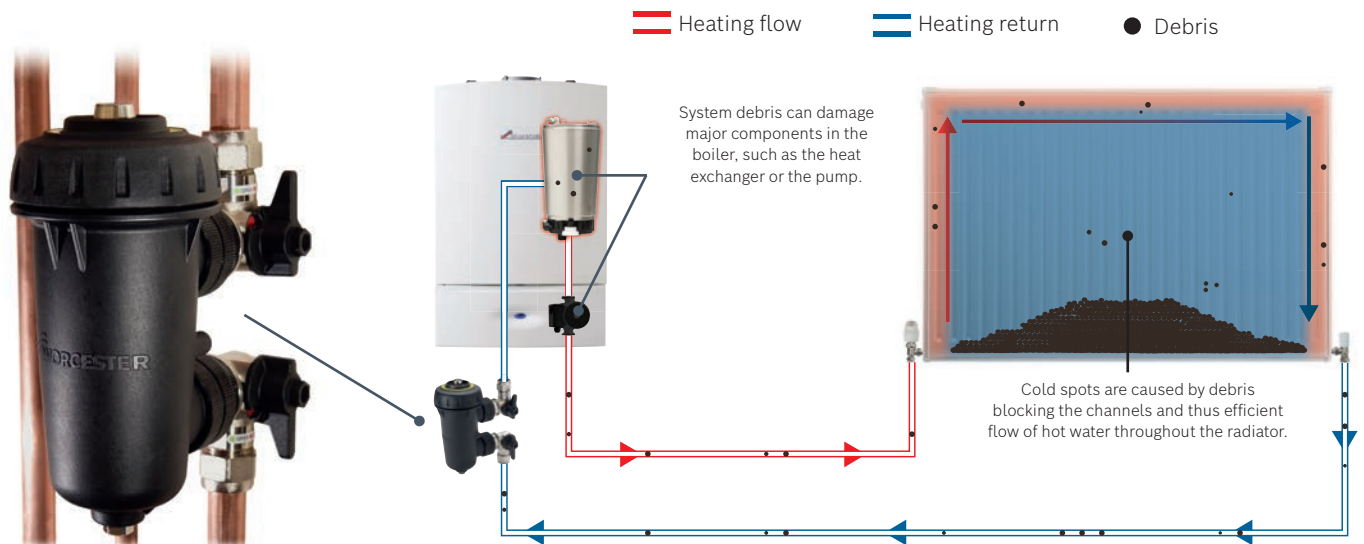 Heating flow
Heating return
Debris
System debris can damage
major components in the
boiler, such as the heat
exchanger or the pump.
WORCESTER
Cold spots are caused by debris
blocking the channels and thus efficient
flow of hot water throughout the radiator.